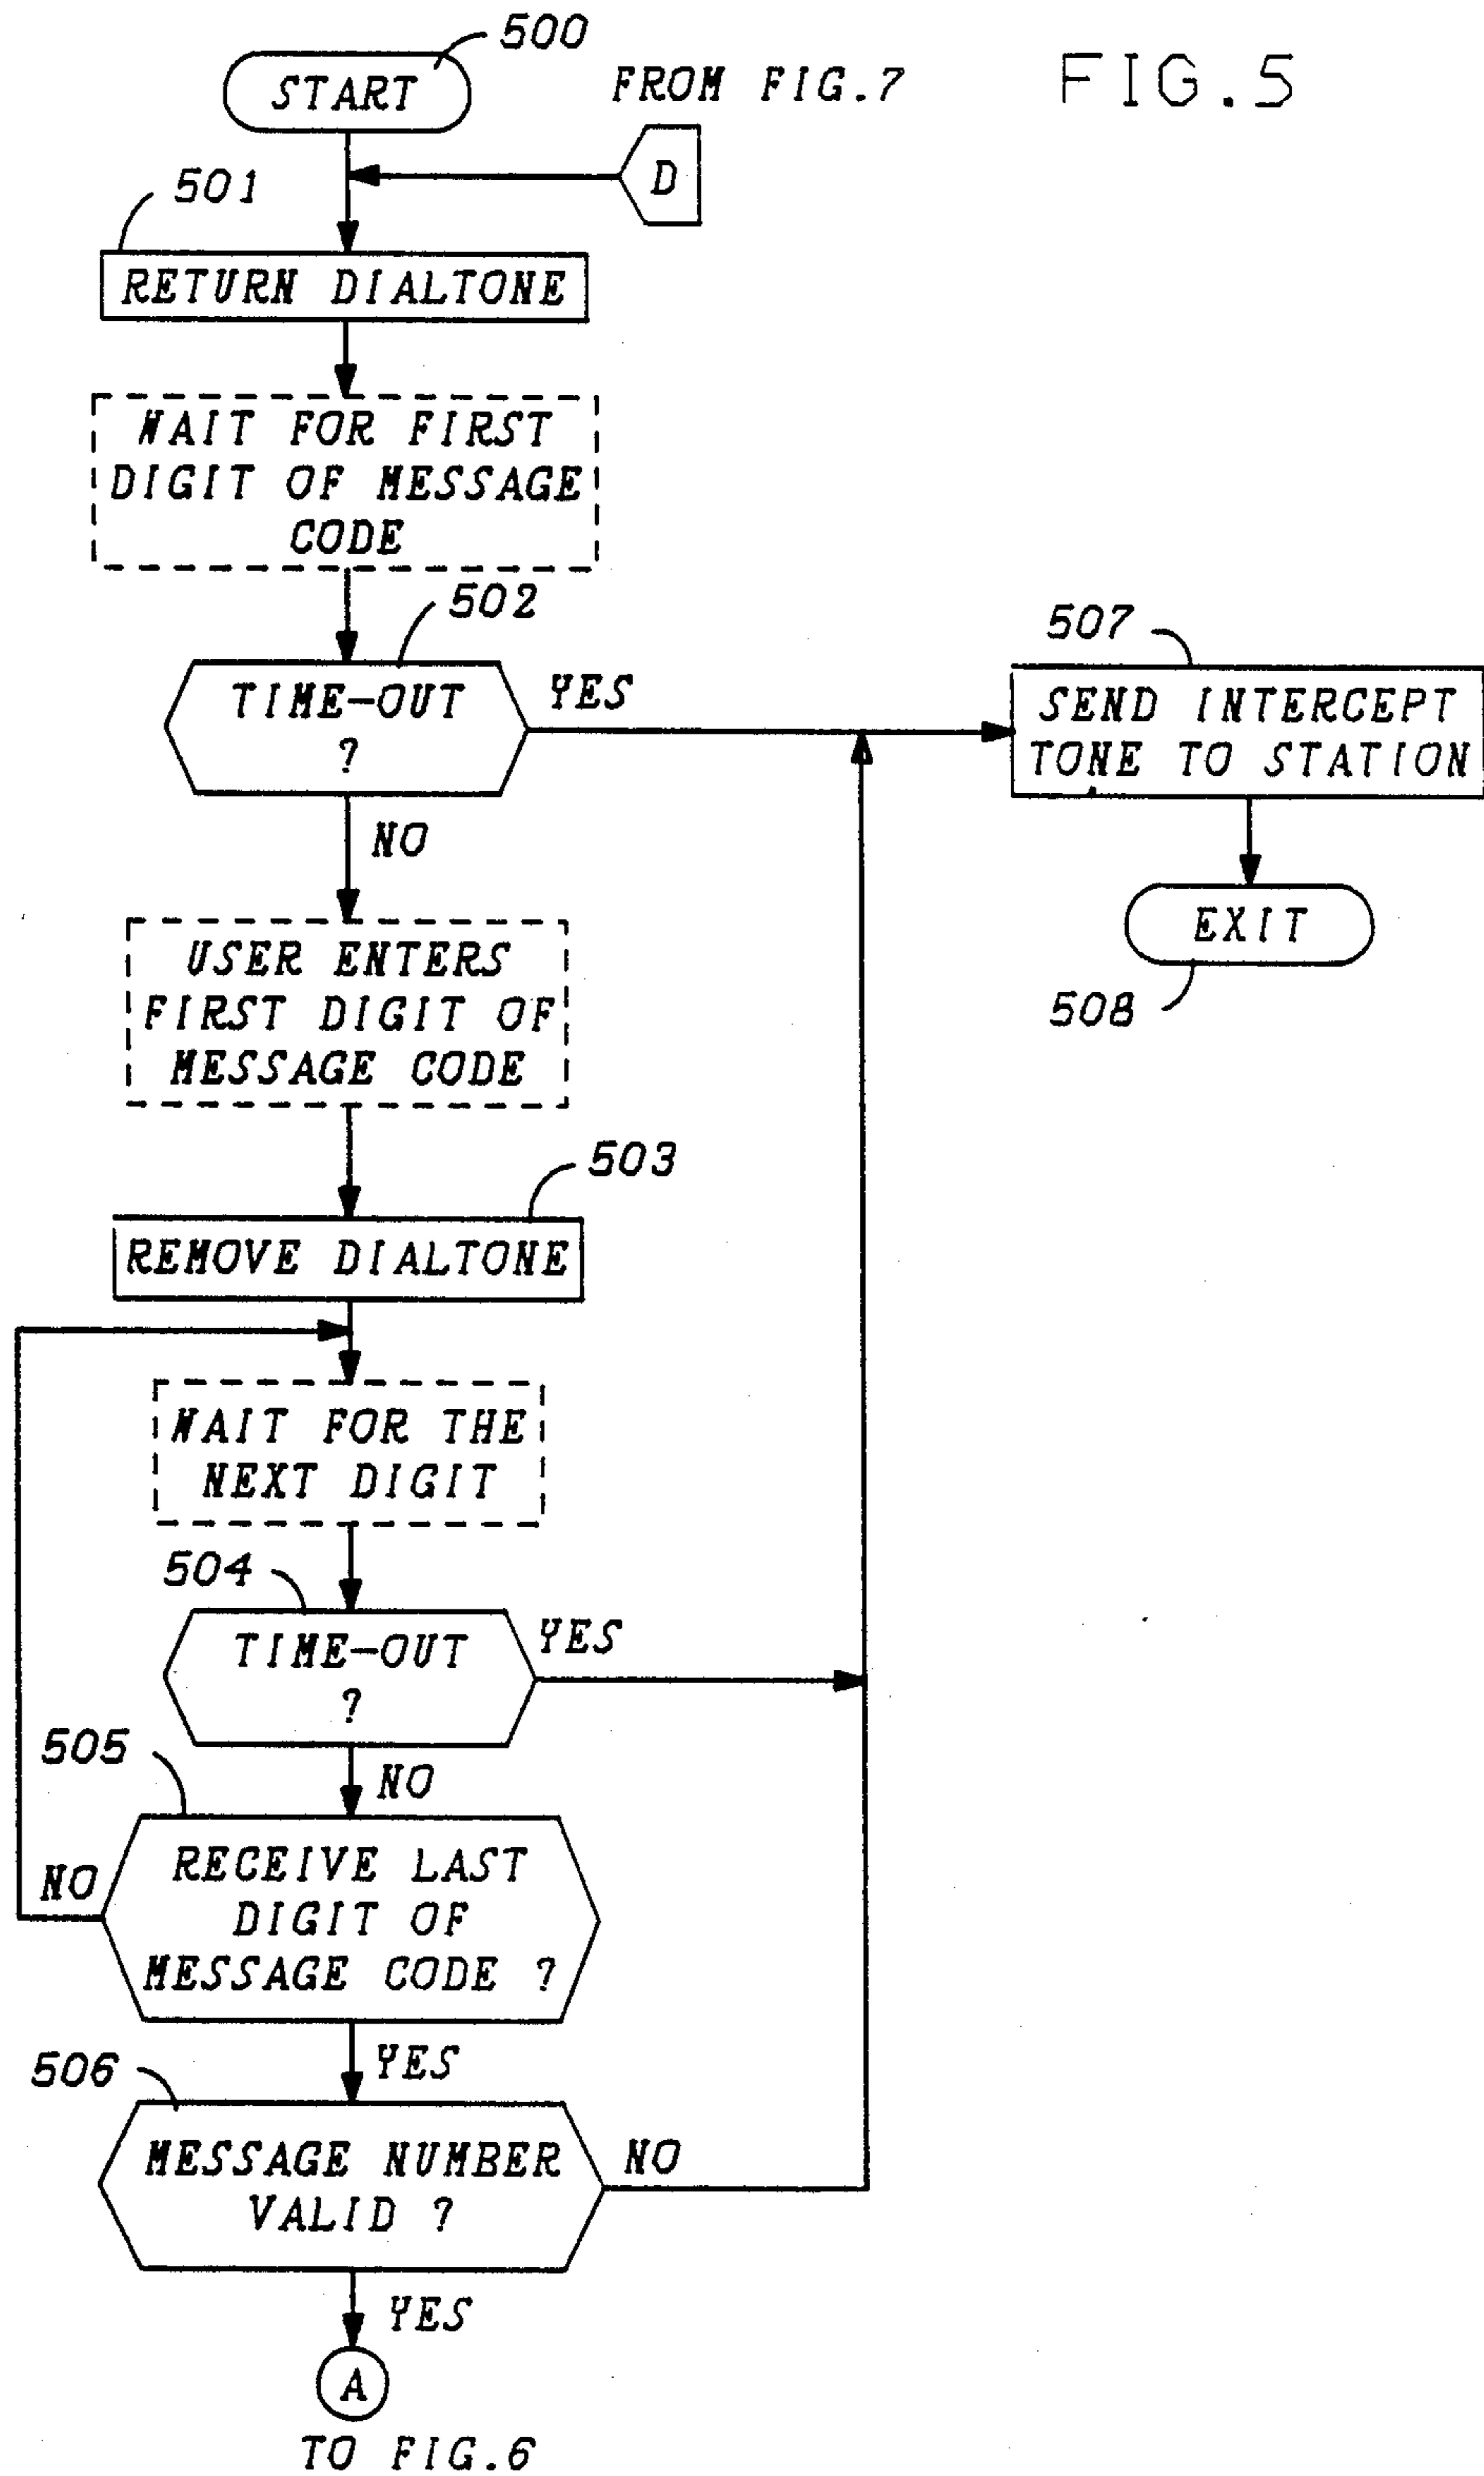 500
START
FROM FIG.7
FIG.5
D
501
RETURN DIALTONE
WAIT FOR FIRST
DIGIT OF MESSAGE
CODE
502
TIME-OUT
?
YES
507
SEND INTERCEPT
TONE TO STATION
NO
EXIT
508
USER ENTERS
FIRST DIGIT OF
MESSAGE CODE
503
REMOVE DIALTONE
WAIT FOR THE
NEXT DIGIT
504
TIME-OUT
?
YES
NO
505
RECEIVE LAST
DIGIT OF
MESSAGE CODE ?
NO
YES
506
MESSAGE NUMBER
VALID ?
NO
YES
A
TO FIG.6